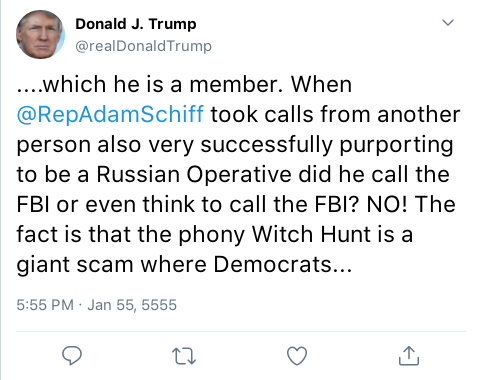 Donald J. Trump
@realDonaldTrump
....which he is a member. When
@RepAdamSchiff took calls from another
person also very successfully purporting
to be a Russian Operative did he call the
FBI or even think to call the FBI? NO! The
fact is that the phony Witch Hunt is a
giant scam where Democrats...
5:55 PM · Jan 55, 5555